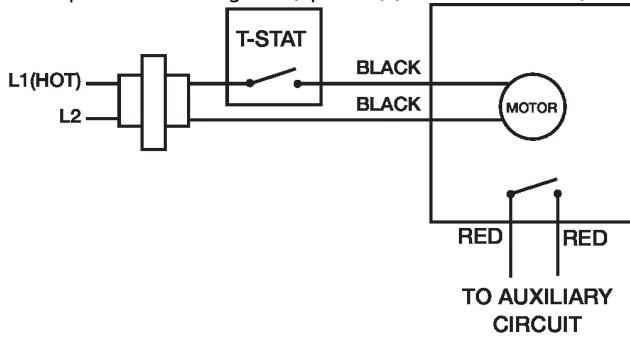 T-STAT
L1(HOT)
BLACK
L2
BLACK
MOTOR
RED
RED
TO AUXILIARY
CIRCUIT